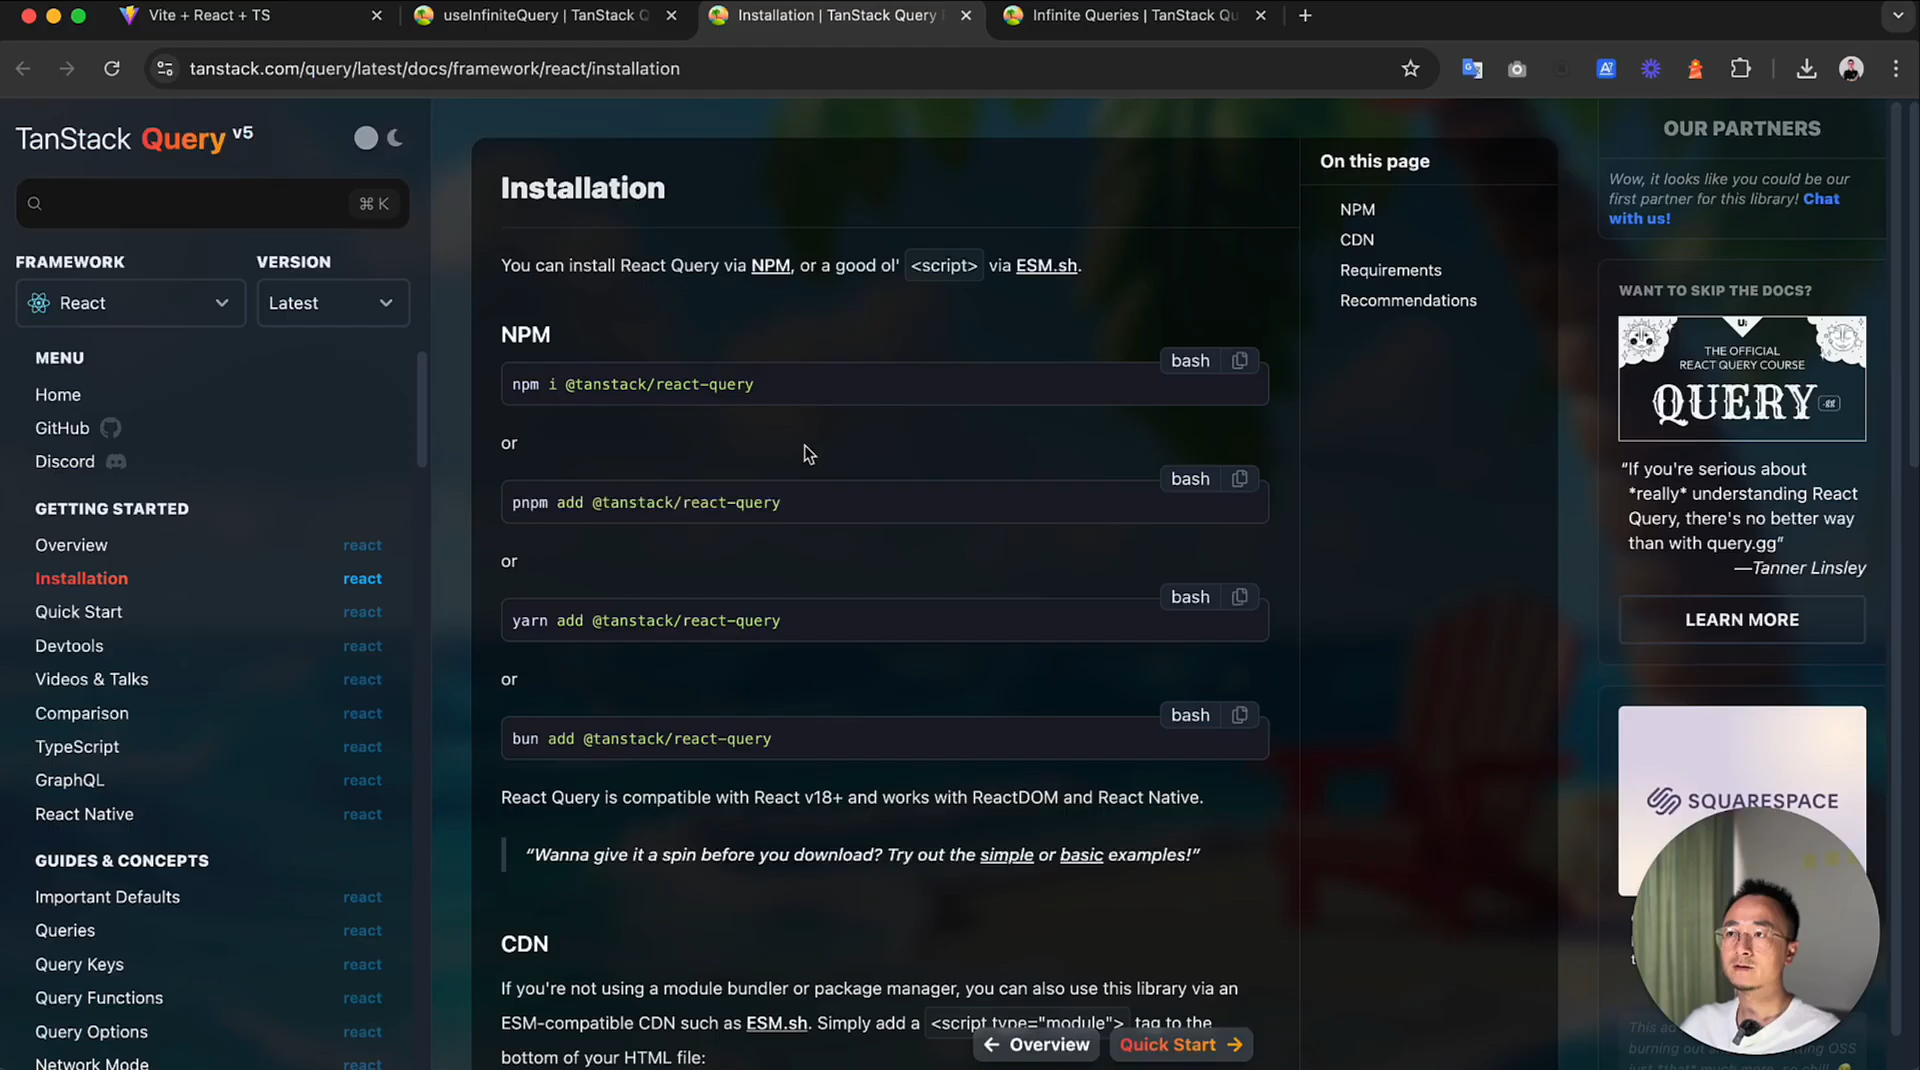 Vite + React + TS
useInfiniteQuery | TanStack Q
Installation | TanStack Query
Infinite Queries | TanStack Qu
tanstack.com/query/latest/docs/framework/react/installation
TanStack Query v5
⌘ K
FRAMEWORK
VERSION
React
Latest
MENU
Home
GitHub
Discord
GETTING STARTED
Overview react
Installation react
Quick Start react
Devtools react
Videos & Talks react
Comparison react
TypeScript react
GraphQL react
React Native react
GUIDES & CONCEPTS
Important Defaults react
Queries react
Query Keys react
Query Functions react
Query Options react
Network Mode react
Installation
You can install React Query via NPM, or a good ol' <script> via ESM.sh.
NPM
bash
npm i @tanstack/react-query
or
bash
pnpm add @tanstack/react-query
or
bash
yarn add @tanstack/react-query
or
bash
bun add @tanstack/react-query
React Query is compatible with React v18+ and works with ReactDOM and React Native.
“Wanna give it a spin before you download? Try out the simple or basic examples!”
CDN
If you're not using a module bundler or package manager, you can also use this library via an
ESM-compatible CDN such as ESM.sh. Simply add a <script type="module"> tag to the
bottom of your HTML file:
← Overview
Quick Start →
On this page
NPM
CDN
Requirements
Recommendations
OUR PARTNERS
Wow, it looks like you could be our
first partner for this library! Chat
with us!
WANT TO SKIP THE DOCS?
Ui
THE OFFICIAL
REACT QUERY COURSE
QUERY .gg
“If you're serious about
*really* understanding React
Query, there's no better way
than with query.gg”
—Tanner Linsley
LEARN MORE
SQUARESPACE
This ad
burning out
OSS